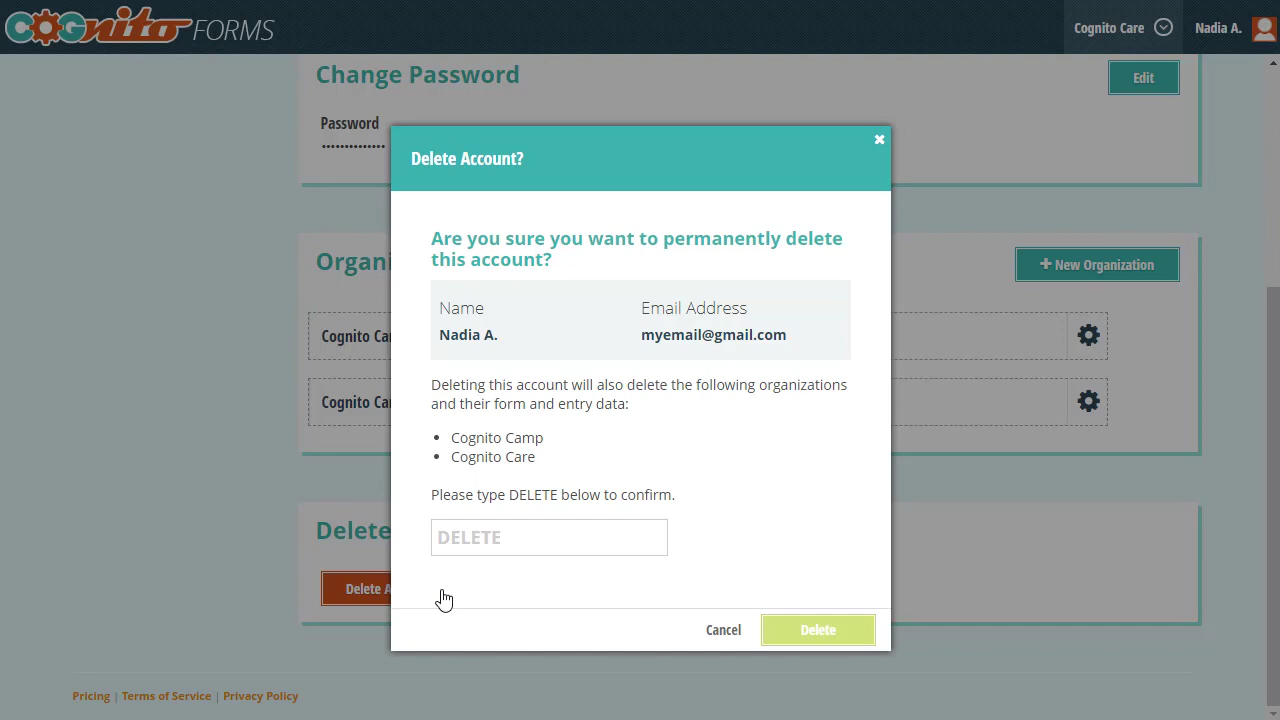 COGnito FORMS
Cognito Care
Nadia A.
Change Password
Edit
Password
Delete Account?
Are you sure you want to permanently delete
this account?
Name
Email Address
Nadia A.
myemail@gmail.com
Deleting this account will also delete the following organizations
and their form and entry data:
• Cognito Camp
• Cognito Care
Please type DELETE below to confirm.
DELETE
Cancel
Delete
Organi
+ New Organization
Cognito Ca
Cognito Ca
Delete
Delete A
Pricing | Terms of Service | Privacy Policy